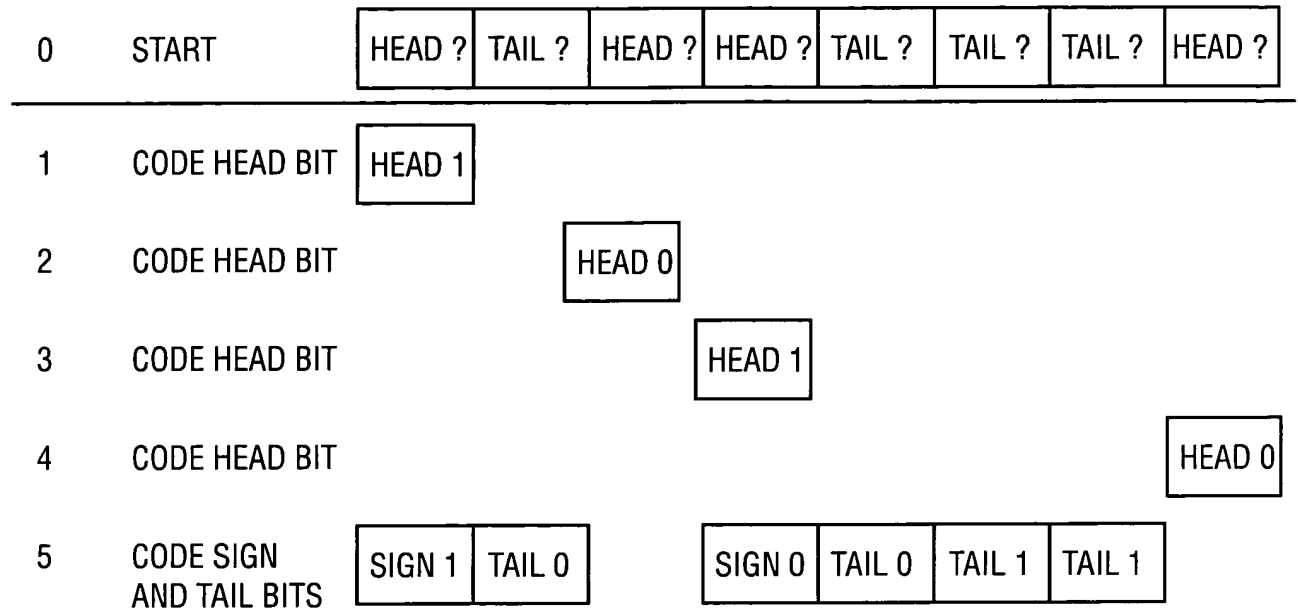 0 START HEAD ? TAIL ? HEAD ? HEAD ? TAIL ? TAIL ? TAIL ? HEAD ?
1 CODE HEAD BIT HEAD 1
2 CODE HEAD BIT HEAD 0
3 CODE HEAD BIT HEAD 1
4 CODE HEAD BIT HEAD 0
5 CODE SIGN SIGN 1 TAIL 0 SIGN 0 TAIL 0 TAIL 1 TAIL 1
AND TAIL BITS